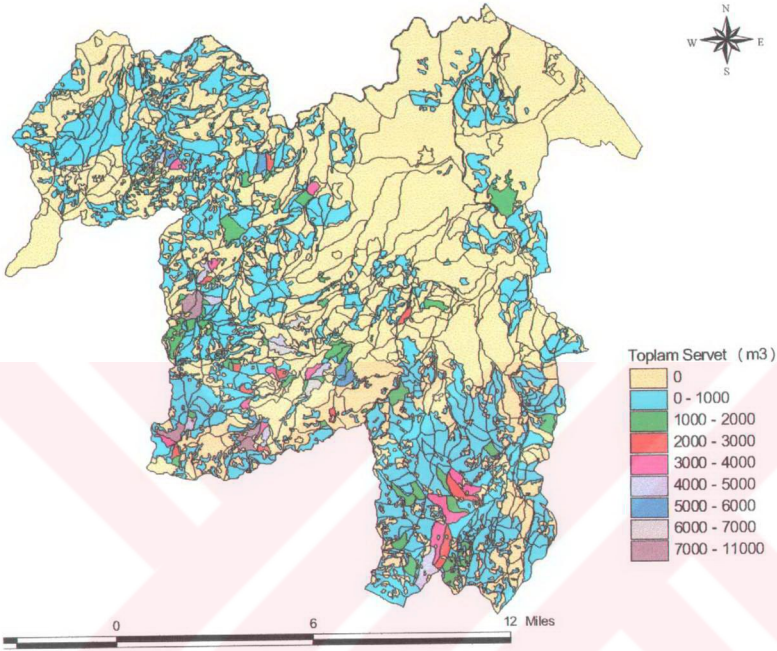 N
W E
S
Toplam Servet (m3)
0
0 - 1000
1000 - 2000
2000 - 3000
3000 - 4000
4000 - 5000
5000 - 6000
6000 - 7000
7000 - 11000
0 6 12 Miles